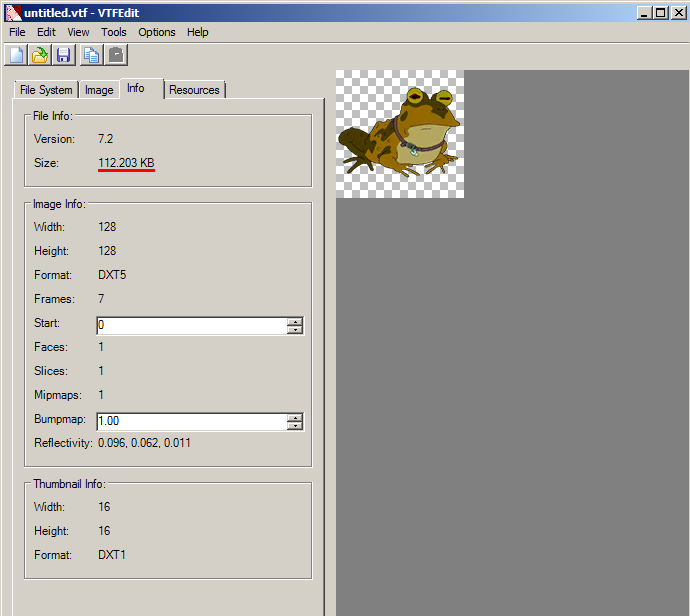 untitled.vtf - VTFEdit
File Edit View Tools Options Help
File System Image Info Resources
File Info:
Version: 7.2
Size: 112.203 KB
Image Info:
Width: 128
Height: 128
Format: DXT5
Frames: 7
Start: 0
Faces: 1
Slices: 1
Mipmaps: 1
Bumpmap: 1.00
Reflectivity: 0.096, 0.062, 0.011
Thumbnail Info:
Width: 16
Height: 16
Format: DXT1